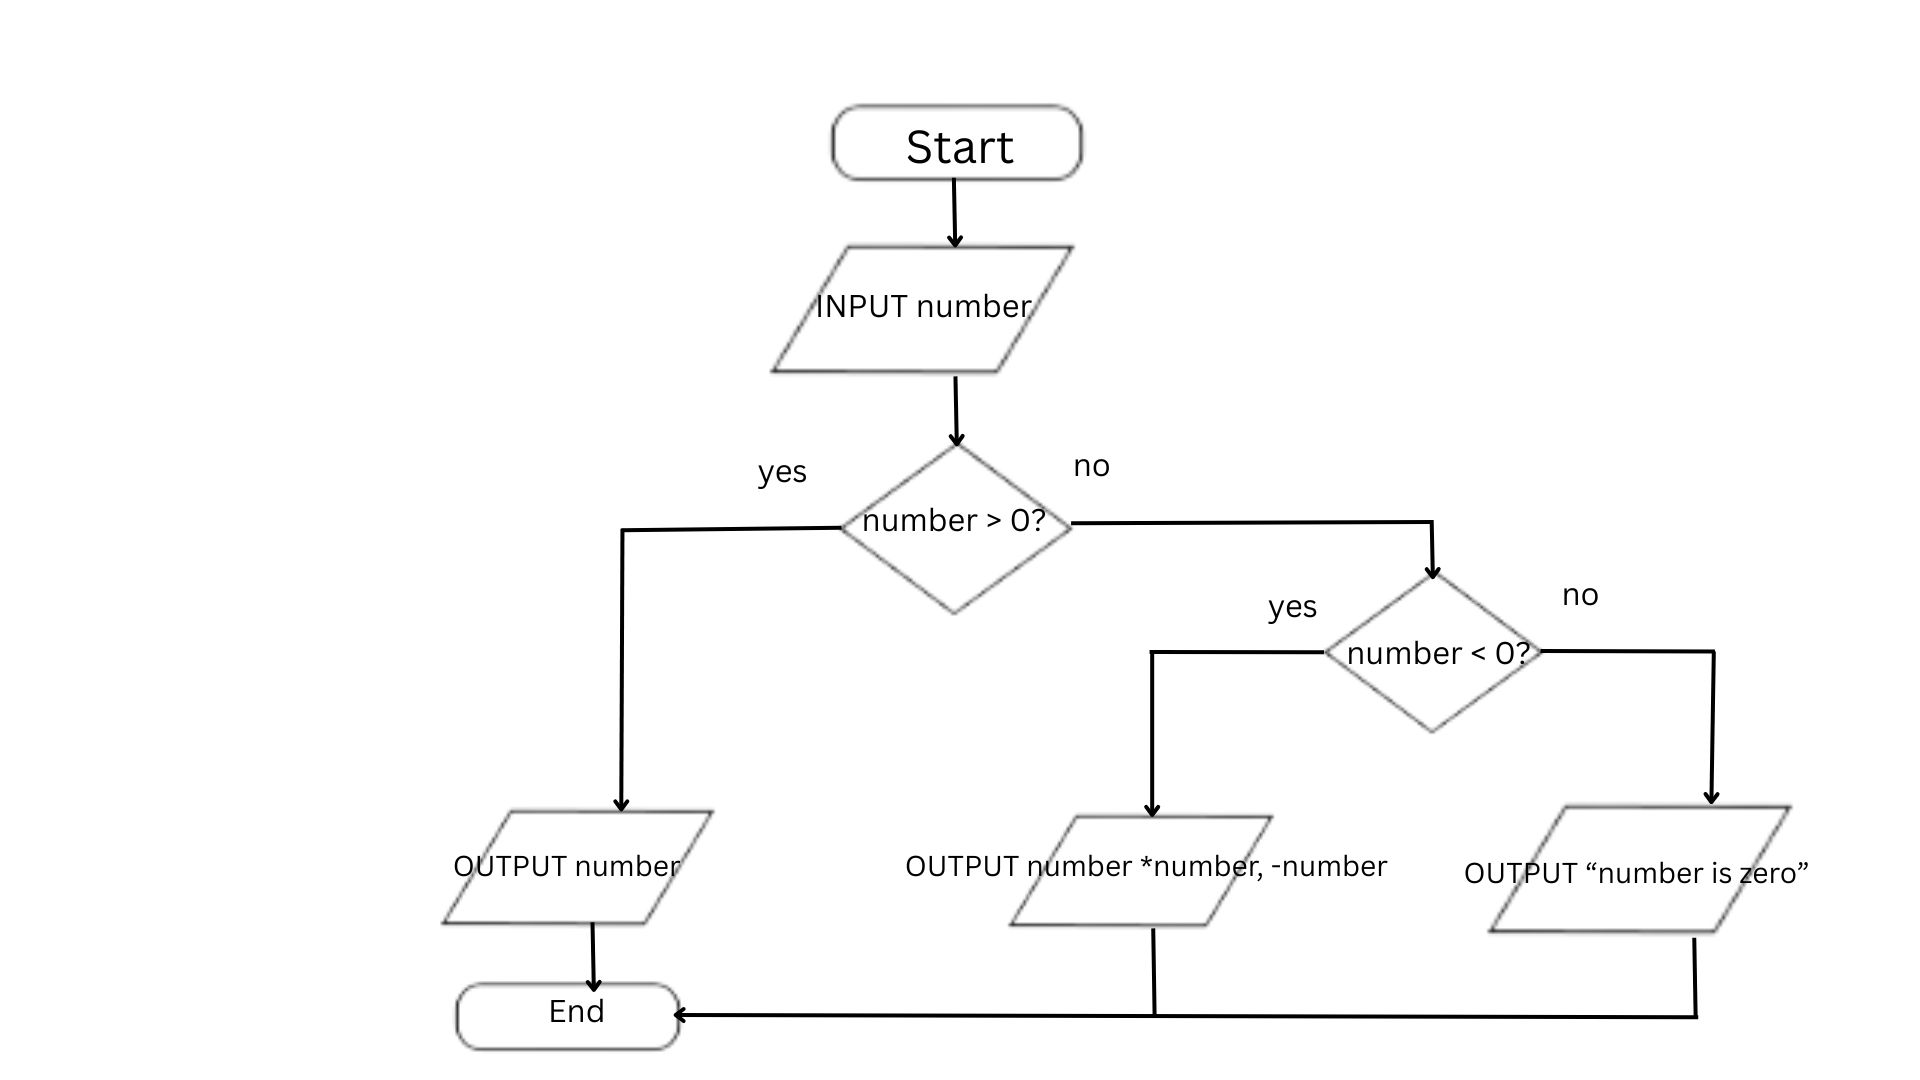 Start
INPUT number
yes
no
number > 0?
yes
no
number < 0?
OUTPUT number
OUTPUT number *number, -number
OUTPUT “number is zero”
End